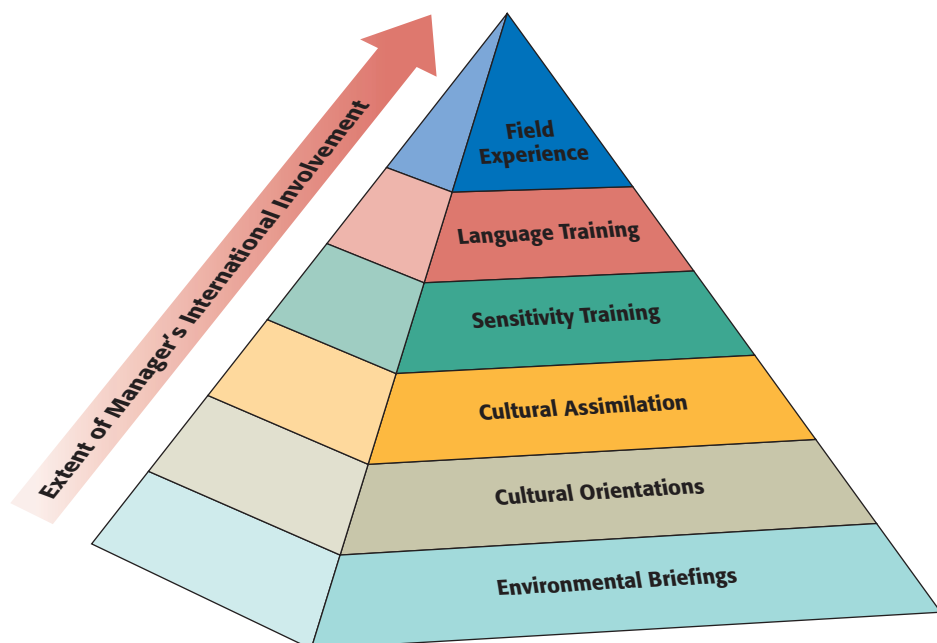 Extent of Manager's International Involvement
Field
Experience
Language Training
Sensitivity Training
Cultural Assimilation
Cultural Orientations
Environmental Briefings